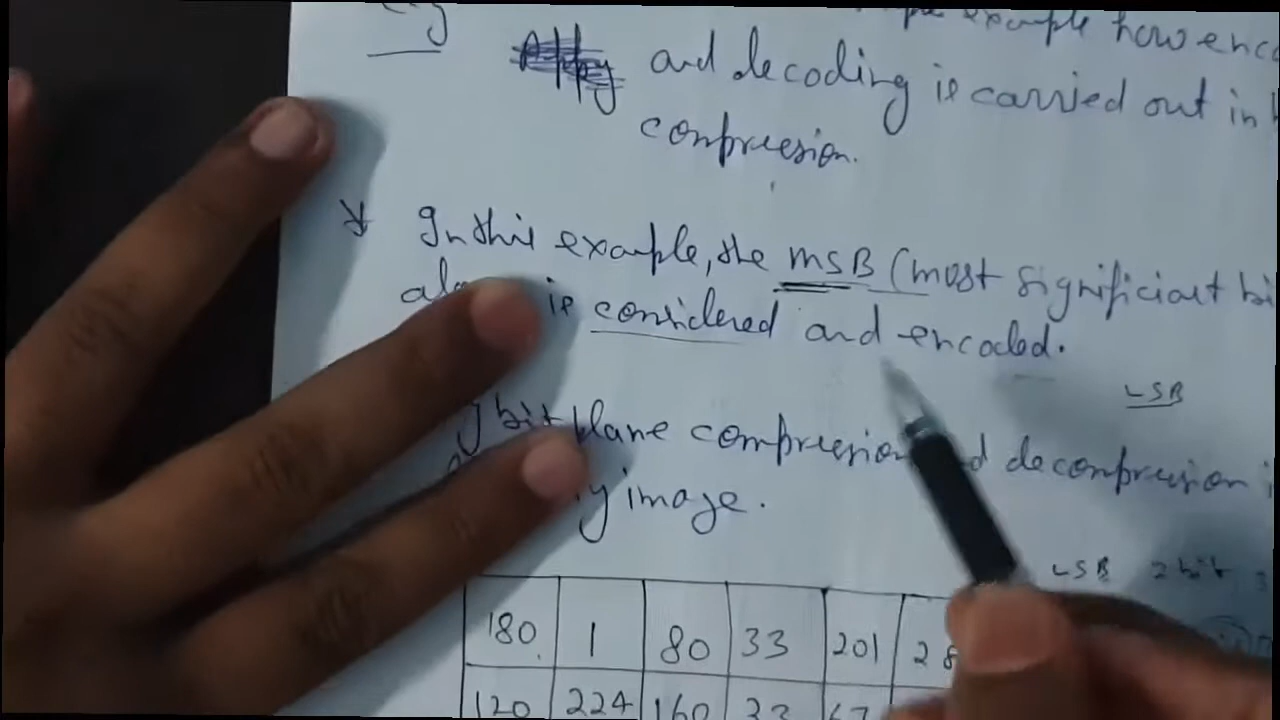 example how enc
and decoding is carried out in
compression.
In this example, the MSB (most significant bi
is considered and encoded.
LSB
bit plane compression decompression i
y image.
LSB 2 bit 3
180 1 80 33 201 28
120 224 160 33 67